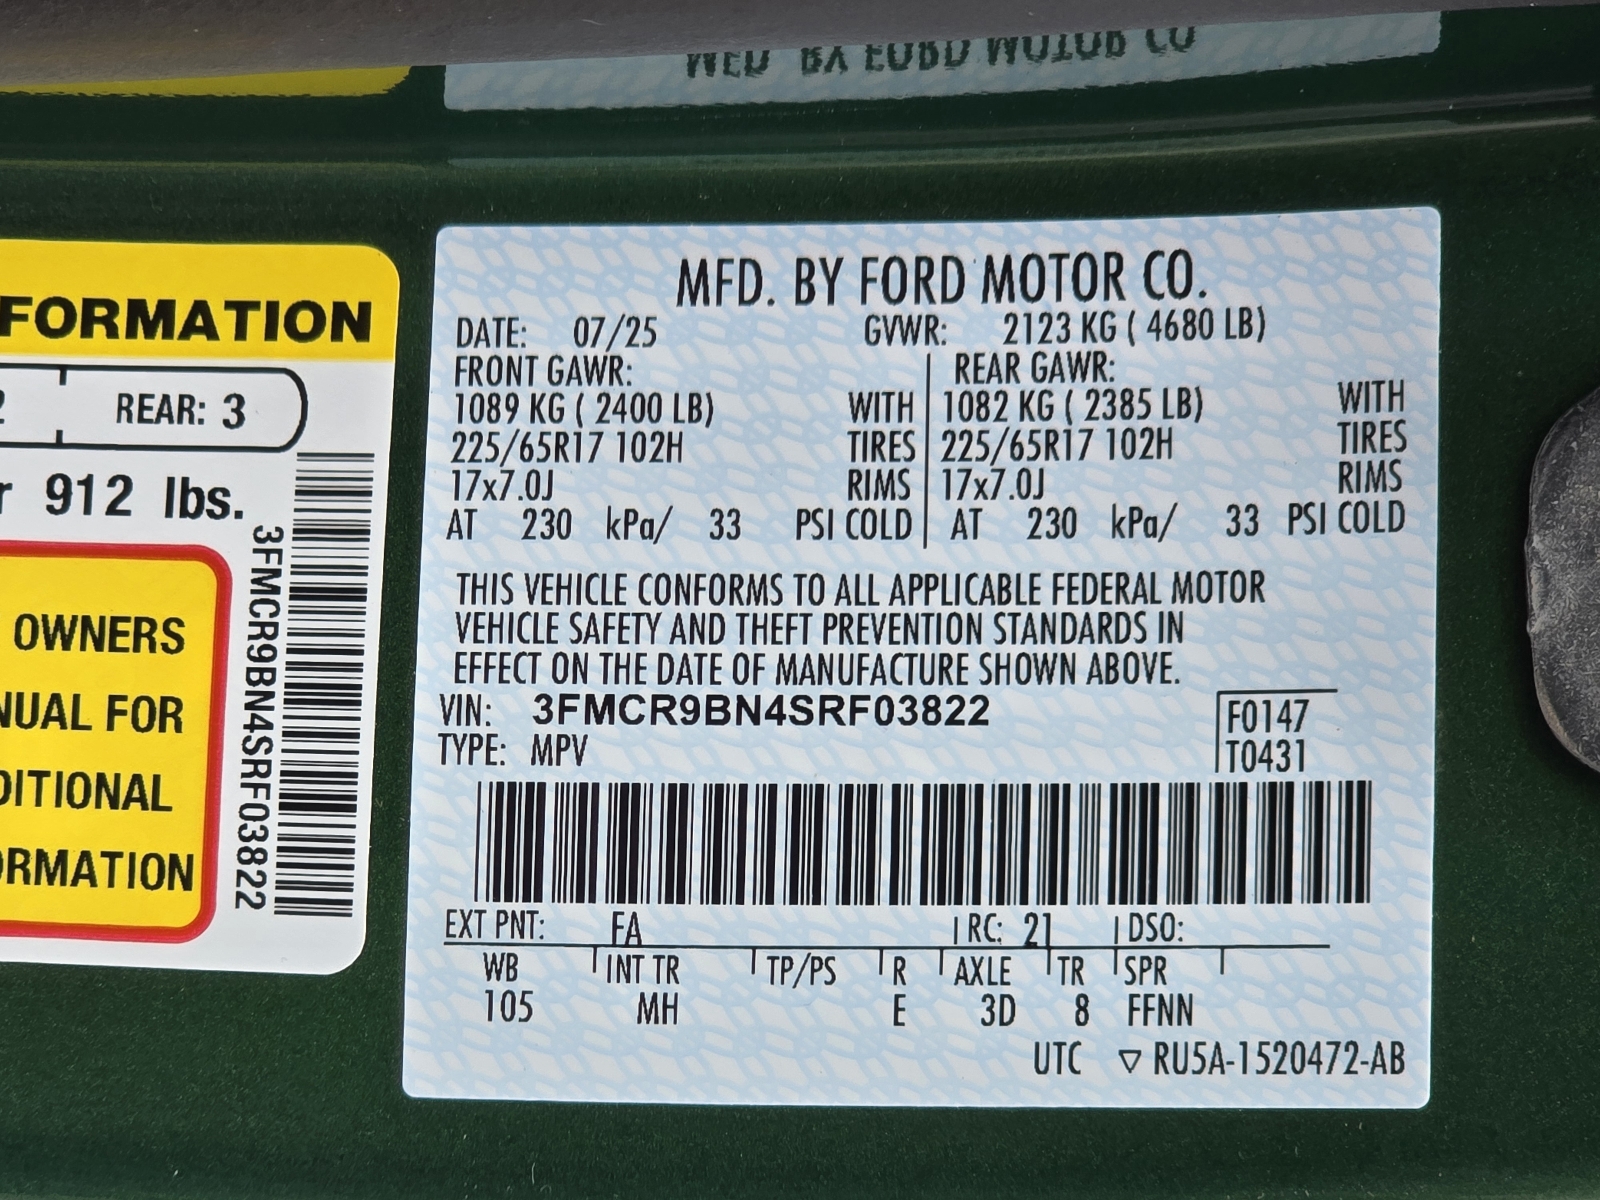 FORMATION
REAR: 3
912 lbs.
OWNERS
FOR
3FMCR9BN4SRF03822
MFD. BY FORD MOTOR CO.
DATE: 07/25 GVWR: 2123 KG ( 4680 LB)
FRONT GAWR: REAR GAWR:
1089 KG ( 2400 LB) WITH 1082 KG ( 2385 LB) WITH
225/65R17 102H TIRES 225/65R17 102H TIRES
17x7.0J RIMS 17x7.0J RIMS
AT 230 kPa/ 33 PSI COLD AT 230 kPa/ 33 PSI COLD
THIS VEHICLE CONFORMS TO ALL APPLICABLE FEDERAL MOTOR
VEHICLE SAFETY AND THEFT PREVENTION STANDARDS IN
EFFECT ON THE DATE OF MANUFACTURE SHOWN ABOVE.
VIN: 3FMCR9BN4SRF03822 F0147
TYPE: MPV T0431
EXT PNT: FA RC: 21 DSO:
WB INT TR TP/PS R AXLE TR SPR
105 MH E 3D 8 FFNN
UTC ▽ RU5A-1520472-AB